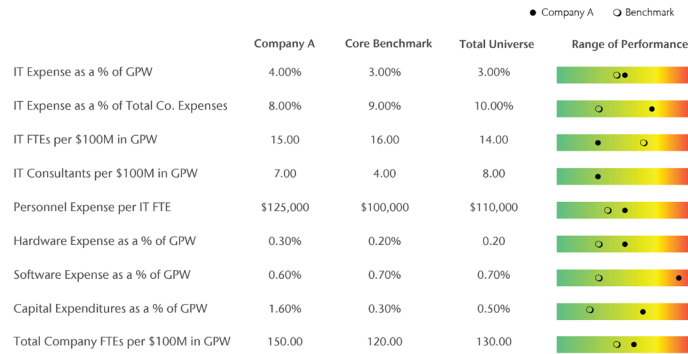 Company A Benchmark
Company A Core Benchmark Total Universe Range of Performance
IT Expense as a % of GPW 4.00% 3.00% 3.00%
IT Expense as a % of Total Co. Expenses 8.00% 9.00% 10.00%
IT FTEs per $100M in GPW 15.00 16.00 14.00
IT Consultants per $100M in GPW 7.00 4.00 8.00
Personnel Expense per IT FTE $125,000 $100,000 $110,000
Hardware Expense as a % of GPW 0.30% 0.20% 0.20
Software Expense as a % of GPW 0.60% 0.70% 0.70%
Capital Expenditures as a % of GPW 1.60% 0.30% 0.50%
Total Company FTEs per $100M in GPW 150.00 120.00 130.00